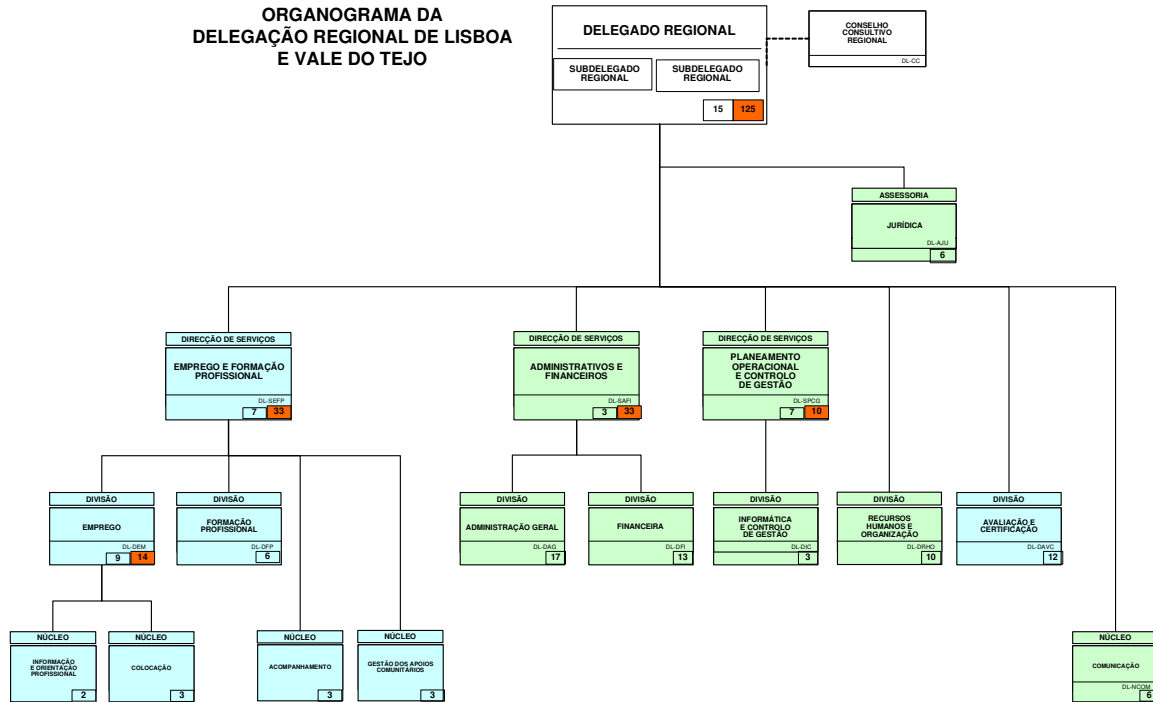 ORGANOGRAMA DA
DELEGAÇÃO REGIONAL DE LISBOA
E VALE DO TEJO
DELEGADO REGIONAL
SUBDELEGADO
REGIONAL
SUBDELEGADO
REGIONAL
15 125
CONSELHO
CONSULTIVO
REGIONAL
DL-CC
ASSESSORIA
JURÍDICA
DL-AJU
6
DIRECÇÃO DE SERVIÇOS
EMPREGO E FORMAÇÃO
PROFISSIONAL
DL-SEFP
7 33
DIRECÇÃO DE SERVIÇOS
ADMINISTRATIVOS E
FINANCEIROS
DL-SAFI
3 33
DIRECÇÃO DE SERVIÇOS
PLANEAMENTO
OPERACIONAL
E CONTROLO
DE GESTÃO
DL-SPCG
7 10
DIVISÃO
EMPREGO
DL-DEM
9 14
DIVISÃO
FORMAÇÃO
PROFISSIONAL
DL-DFP
6
DIVISÃO
ADMINISTRAÇÃO GERAL
DL-DAG
17
DIVISÃO
FINANCEIRA
DL-DFI
13
DIVISÃO
INFORMÁTICA
E CONTROLO
DE GESTÃO
DL-DIC
3
DIVISÃO
RECURSOS
HUMANOS E
ORGANIZAÇÃO
DL-DRHO
10
DIVISÃO
AVALIAÇÃO E
CERTIFICAÇÃO
DL-DAVC
12
NÚCLEO
INFORMAÇÃO
E ORIENTAÇÃO
PROFISSIONAL
2
NÚCLEO
COLOCAÇÃO
3
NÚCLEO
ACOMPANHAMENTO
3
NÚCLEO
GESTÃO DOS APOIOS
COMUNITÁRIOS
3
NÚCLEO
COMUNICAÇÃO
DL-NCOM
6